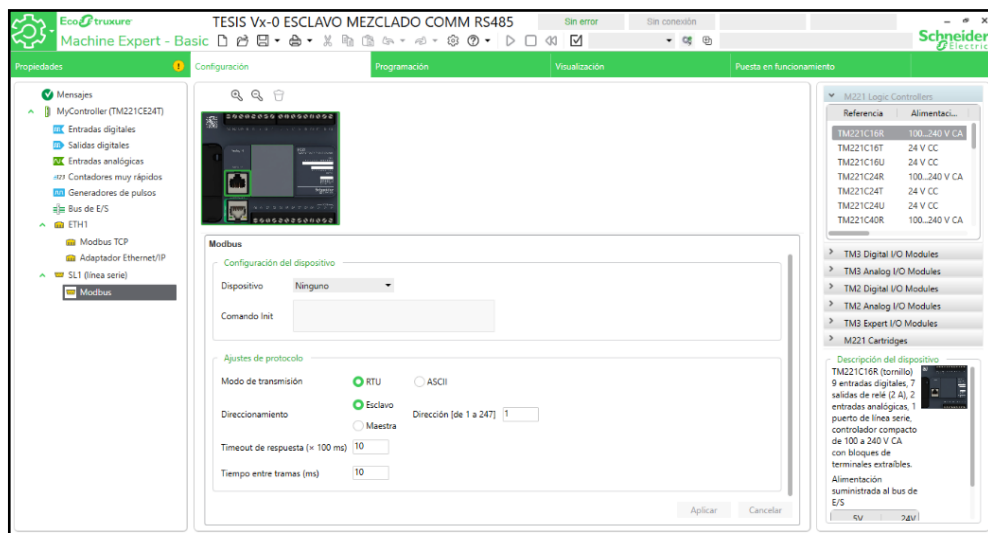 EcoStruxure
Machine Expert - Basic
TESIS Vx-0 ESCLAVO MEZCLADO COMM RS485
Sin error
Sin conexión
Schneider
Electric
Propiedades
Configuración
Programación
Visualización
Puesta en funcionamiento
Mensajes
MyController (TM221CE24T)
Entradas digitales
Salidas digitales
Entradas analógicas
Contadores muy rápidos
Generadores de pulsos
Bus de E/S
ETH1
Modbus TCP
Adaptador Ethernet/IP
SL1 (línea serie)
Modbus
Modbus
Configuración del dispositivo
Dispositivo Ninguno
Comando Init
Ajustes de protocolo
Modo de transmisión RTU ASCII
Direccionamiento Esclavo Dirección [de 1 a 247] 1
Maestra
Timeout de respuesta (× 100 ms) 10
Tiempo entre tramas (ms) 10
Aplicar Cancelar
M221 Logic Controllers
Referencia Alimentaci...
TM221C16R 100...240 V CA
TM221C16T 24 V CC
TM221C16U 24 V CC
TM221C24R 100...240 V CA
TM221C24T 24 V CC
TM221C24U 24 V CC
TM221C40R 100...240 V CA
TM3 Digital I/O Modules
TM3 Analog I/O Modules
TM2 Digital I/O Modules
TM2 Analog I/O Modules
TM3 Expert I/O Modules
M221 Cartridges
Descripción del dispositivo
TM221C16R (tornillo)
9 entradas digitales, 7
salidas de relé (2 A), 2
entradas analógicas, 1
puerto de línea serie,
controlador compacto
de 100 a 240 V CA
con bloques de
terminales extraíbles.
Alimentación
suministrada al bus de
E/S
5V 24V